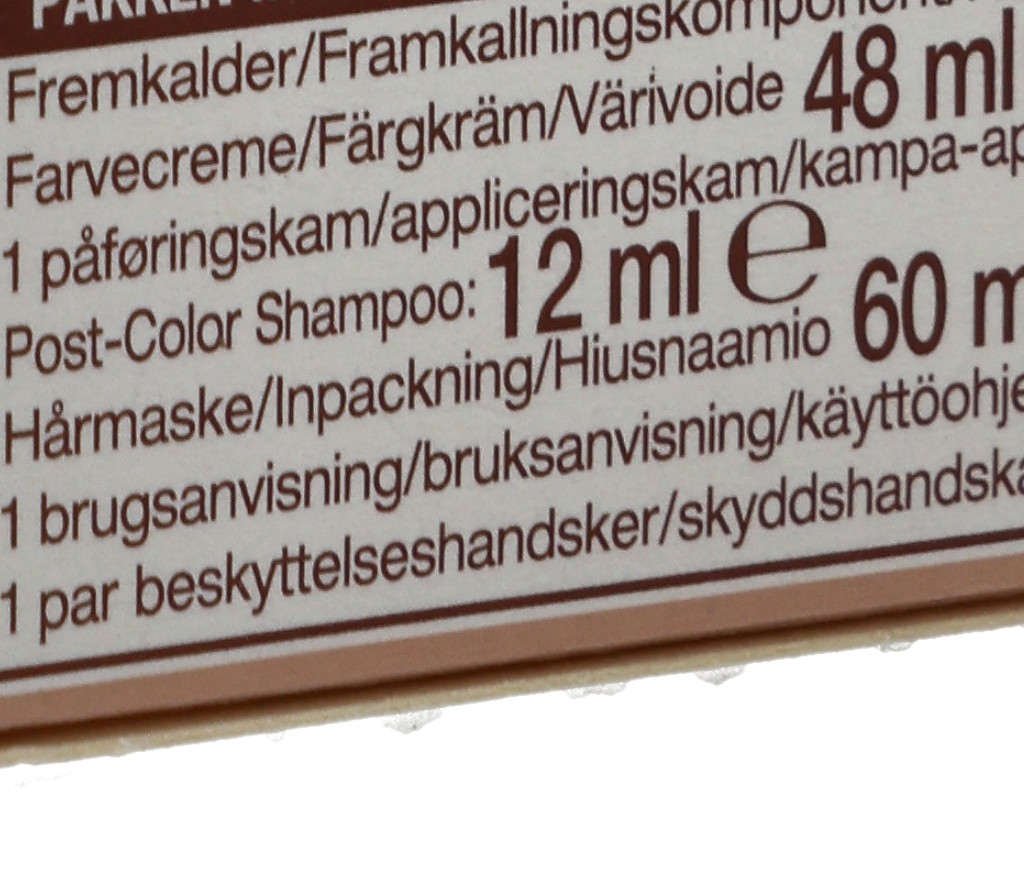 Fremkalder/Framkallningskomponent/
Farvecreme/Färgkräm/Värivoide 48 ml
1 påføringskam/appliceringskam/kampa-ap
Post-Color Shampoo: 12 ml e
Hårmaske/Inpackning/Hiusnaamio 60 m
1 brugsanvisning/bruksanvisning/käyttöohje
1 par beskyttelseshandsker/skyddshandska